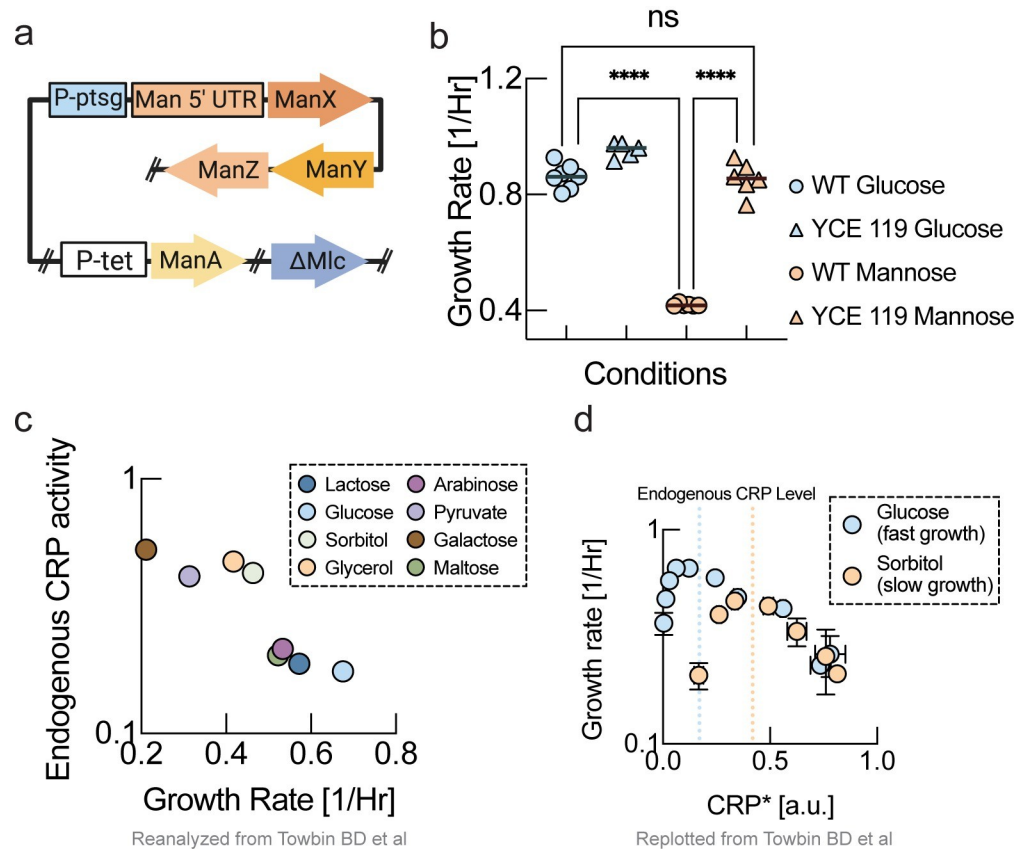 a
P-ptsg
Man 5' UTR
ManX
ManZ
ManY
P-tet
ManA
ΔMlc
b
ns
****
****
1.2
0.8
0.4
Growth Rate [1/Hr]
Conditions
WT Glucose
YCE 119 Glucose
WT Mannose
YCE 119 Mannose
c
Endogenous CRP activity
1
0.1
0.2
0.4
0.6
0.8
Growth Rate [1/Hr]
Lactose
Arabinose
Glucose
Pyruvate
Sorbitol
Galactose
Glycerol
Maltose
Reanalyzed from Towbin BD et al
d
Endogenous CRP Level
Growth rate [1/Hr]
1
0.1
0.0
0.5
1.0
CRP* [a.u.]
Glucose
(fast growth)
Sorbitol
(slow growth)
Replotted from Towbin BD et al